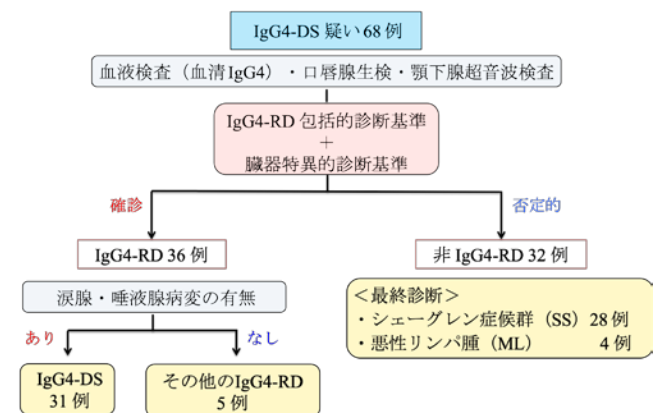 IgG4-DS 疑い 68 例
血液検査（血清IgG4）・口唇腺生検・顎下腺超音波検査
IgG4-RD 包括的診断基準
＋
臓器特異的診断基準
確診
否定的
IgG4-RD 36 例
非 IgG4-RD 32 例
涙腺・唾液腺病変の有無
＜最終診断＞
・シェーグレン症候群（SS）28 例
・悪性リンパ腫（ML） 4 例
あり
なし
IgG4-DS
31 例
その他のIgG4-RD
5 例